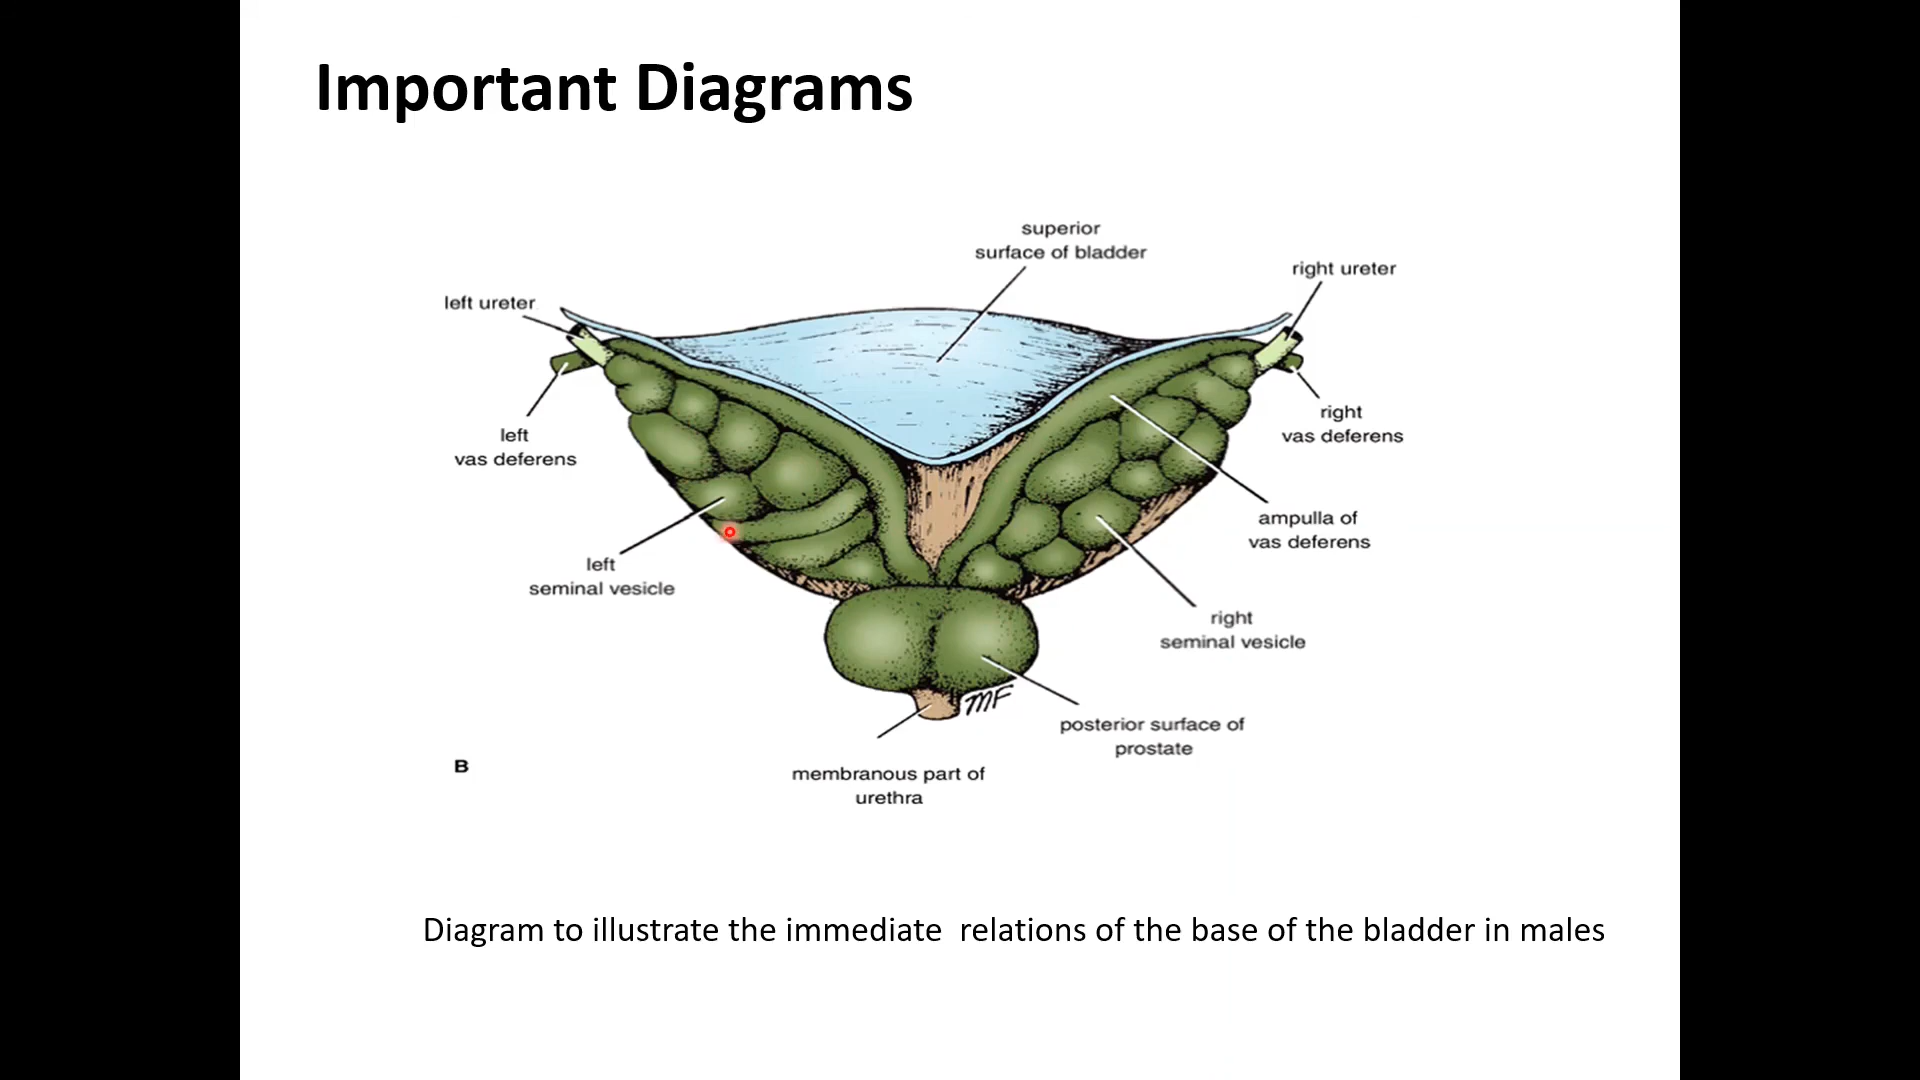 Important Diagrams
superior
surface of bladder
right ureter
left ureter
right
vas deferens
left
vas deferens
ampulla of
vas deferens
left
seminal vesicle
right
seminal vesicle
MF
posterior surface of
prostate
B
membranous part of
urethra
Diagram to illustrate the immediate  relations of the base of the bladder in males